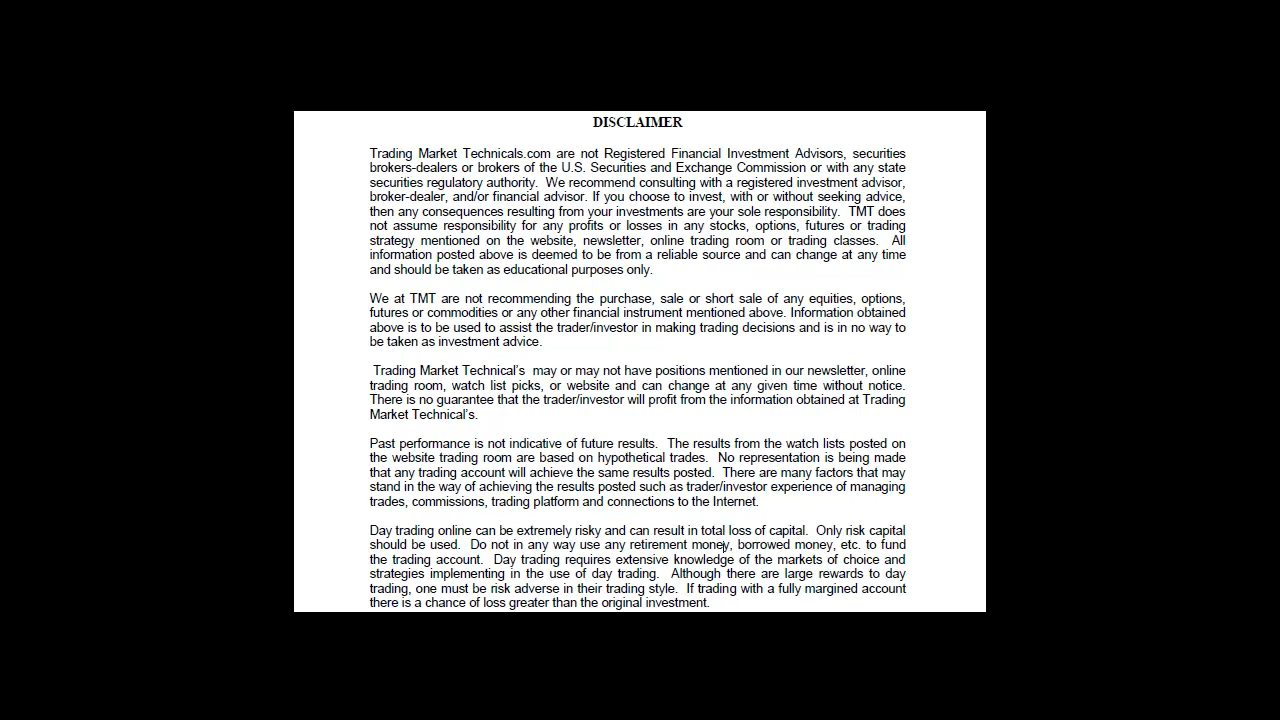 DISCLAIMER
Trading Market Technicals.com are not Registered Financial Investment Advisors, securities
brokers-dealers or brokers of the U.S. Securities and Exchange Commission or with any state
securities regulatory authority.  We recommend consulting with a registered investment advisor,
broker-dealer, and/or financial advisor. If you choose to invest, with or without seeking advice,
then any consequences resulting from your investments are your sole responsibility.  TMT does
not assume responsibility for any profits or losses in any stocks, options, futures or trading
strategy mentioned on the website, newsletter, online trading room or trading classes.  All
information posted above is deemed to be from a reliable source and can change at any time
and should be taken as educational purposes only.
We at TMT are not recommending the purchase, sale or short sale of any equities, options,
futures or commodities or any other financial instrument mentioned above. Information obtained
above is to be used to assist the trader/investor in making trading decisions and is in no way to
be taken as investment advice.
Trading Market Technical's  may or may not have positions mentioned in our newsletter, online
trading room, watch list picks, or website and can change at any given time without notice.
There is no guarantee that the trader/investor will profit from the information obtained at Trading
Market Technical's.
Past performance is not indicative of future results.  The results from the watch lists posted on
the website trading room are based on hypothetical trades.  No representation is being made
that any trading account will achieve the same results posted.  There are many factors that may
stand in the way of achieving the results posted such as trader/investor experience of managing
trades, commissions, trading platform and connections to the Internet.
Day trading online can be extremely risky and can result in total loss of capital.  Only risk capital
should be used.  Do not in any way use any retirement money, borrowed money, etc. to fund
the trading account.  Day trading requires extensive knowledge of the markets of choice and
strategies implementing in the use of day trading.  Although there are large rewards to day
trading, one must be risk adverse in their trading style.  If trading with a fully margined account
there is a chance of loss greater than the original investment.